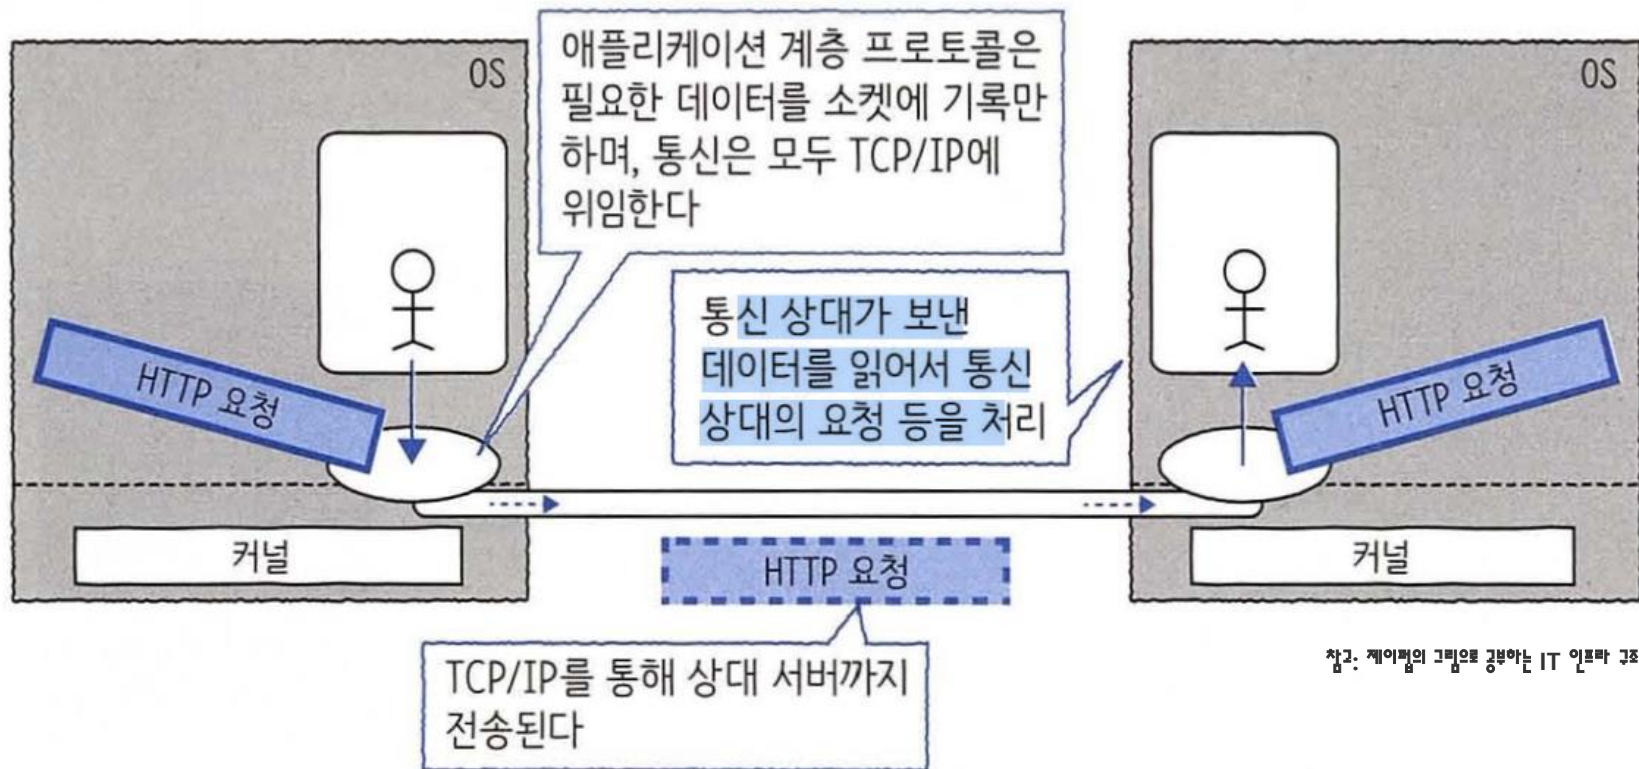 OS
애플리케이션 계층 프로토콜은
필요한 데이터를 소켓에 기록만
하며, 통신은 모두 TCP/IP에
위임한다
OS
통신 상대가 보낸
데이터를 읽어서 통신
상대의 요청 등을 처리
HTTP 요청
HTTP 요청
커널
HTTP 요청
커널
TCP/IP를 통해 상대 서버까지
전송된다
참고: 제이펍의 그림으로 공부하는 IT 인프라 구조